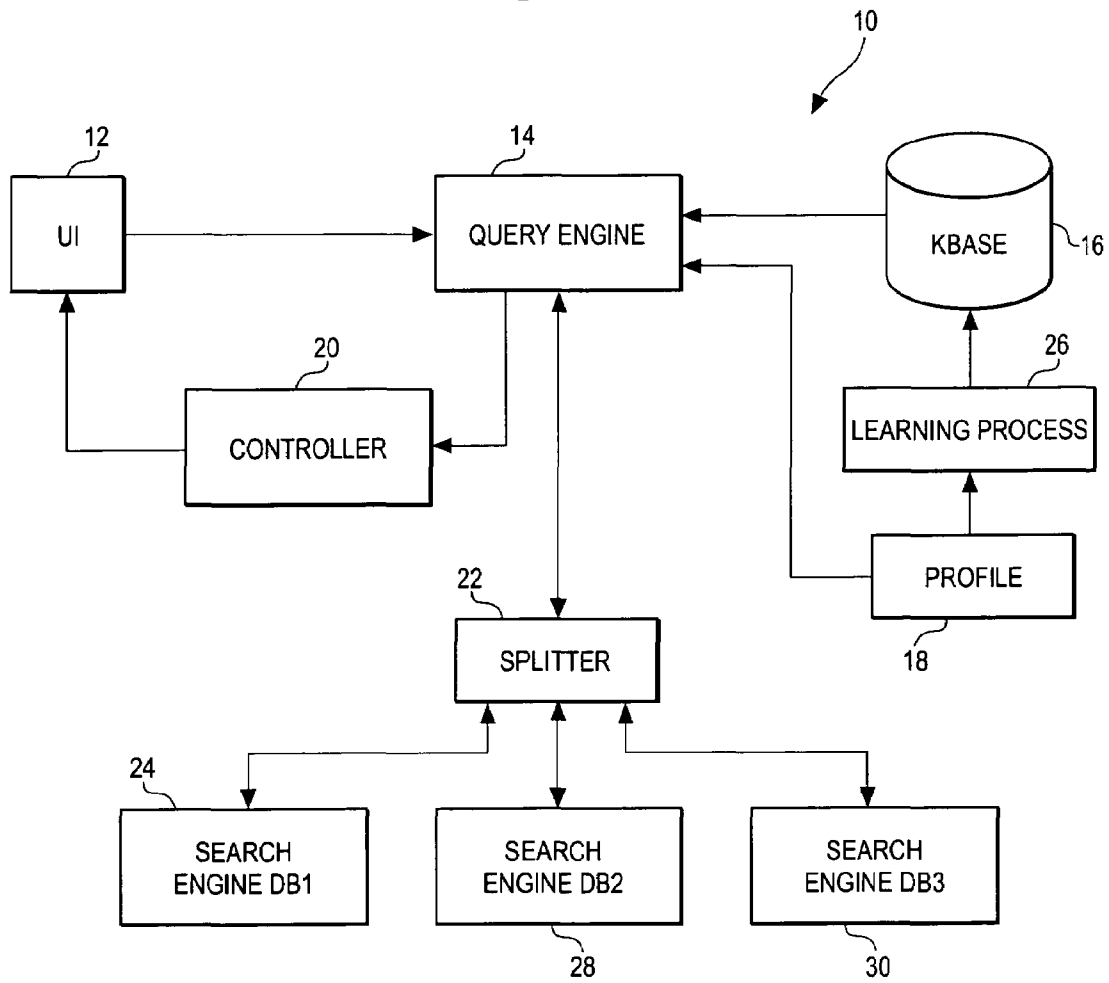 10
12
14
UI
QUERY ENGINE
KBASE
16
20
26
CONTROLLER
LEARNING PROCESS
22
PROFILE
18
SPLITTER
24
SEARCH
ENGINE DB1
SEARCH
ENGINE DB2
SEARCH
ENGINE DB3
28
30